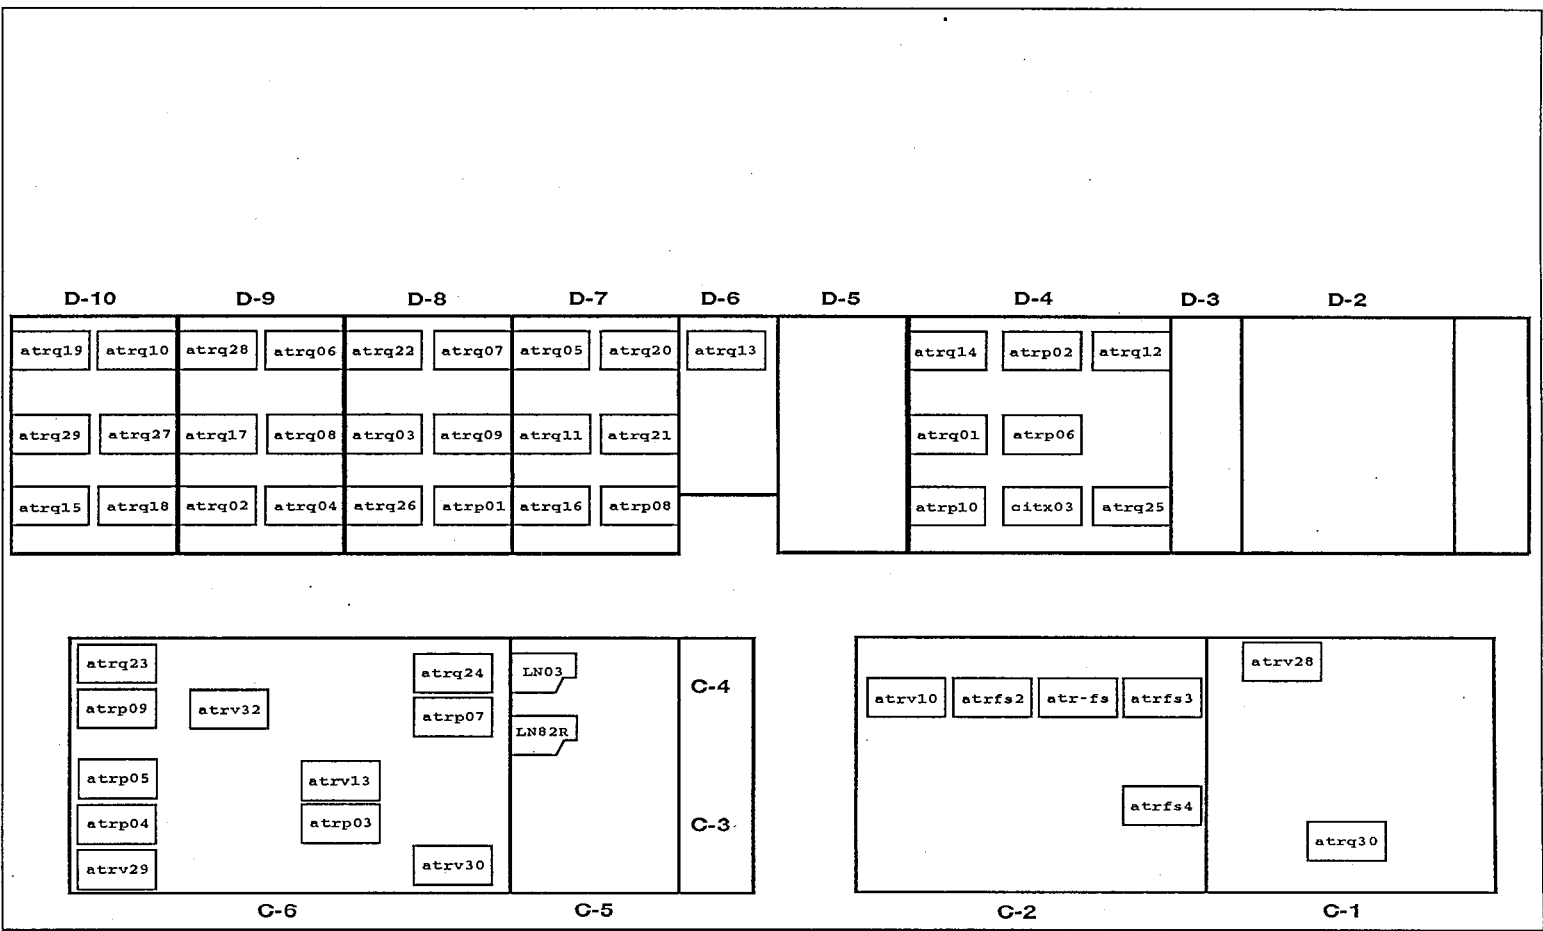 D-10 D-9 D-8 D-7 D-6 D-5 D-4 D-3 D-2
atrq19 atrq10 atrq28 atrq06 atrq22 atrq07 atrq05 atrq20 atrq13 atrq14 atrp02 atrq12
atrq29 atrq27 atrq17 atrq08 atrq03 atrq09 atrq11 atrq21 atrq01 atrp06
atrq15 atrq18 atrq02 atrq04 atrq26 atrp01 atrq16 atrp08 atrp10 citx03 atrq25
atrq23 atrq24 LN03 atrv28
atrp09 atrv32 atrp07 LN82R C-4 atrv10 atrfs2 atr-fs atrfs3
atrp05 atrv13 atrfs4
atrp04 atrp03 C-3 atrq30
atrv29 atrv30
C-6 C-5 C-2 C-1